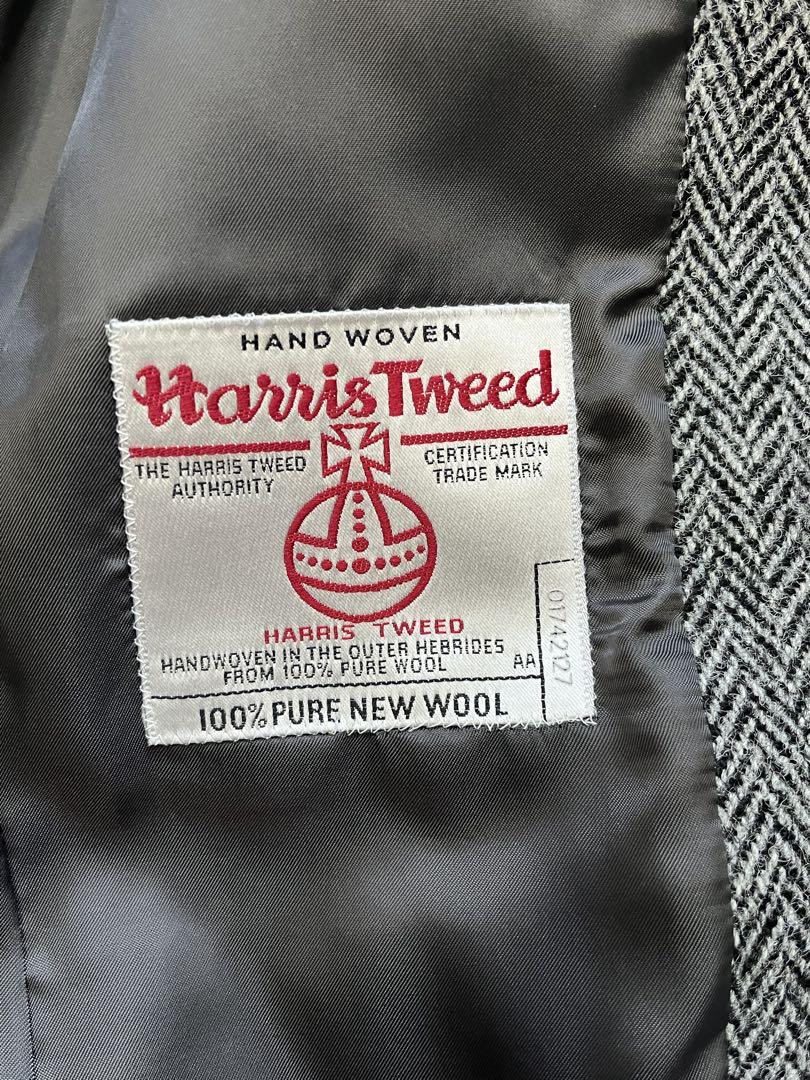 HAND WOVEN
Harris Tweed
THE HARRIS TWEED
AUTHORITY
CERTIFICATION
TRADE MARK
HARRIS TWEED
HANDWOVEN IN THE OUTER HEBRIDES
FROM 100% PURE WOOL
AA
01742127
100% PURE NEW WOOL